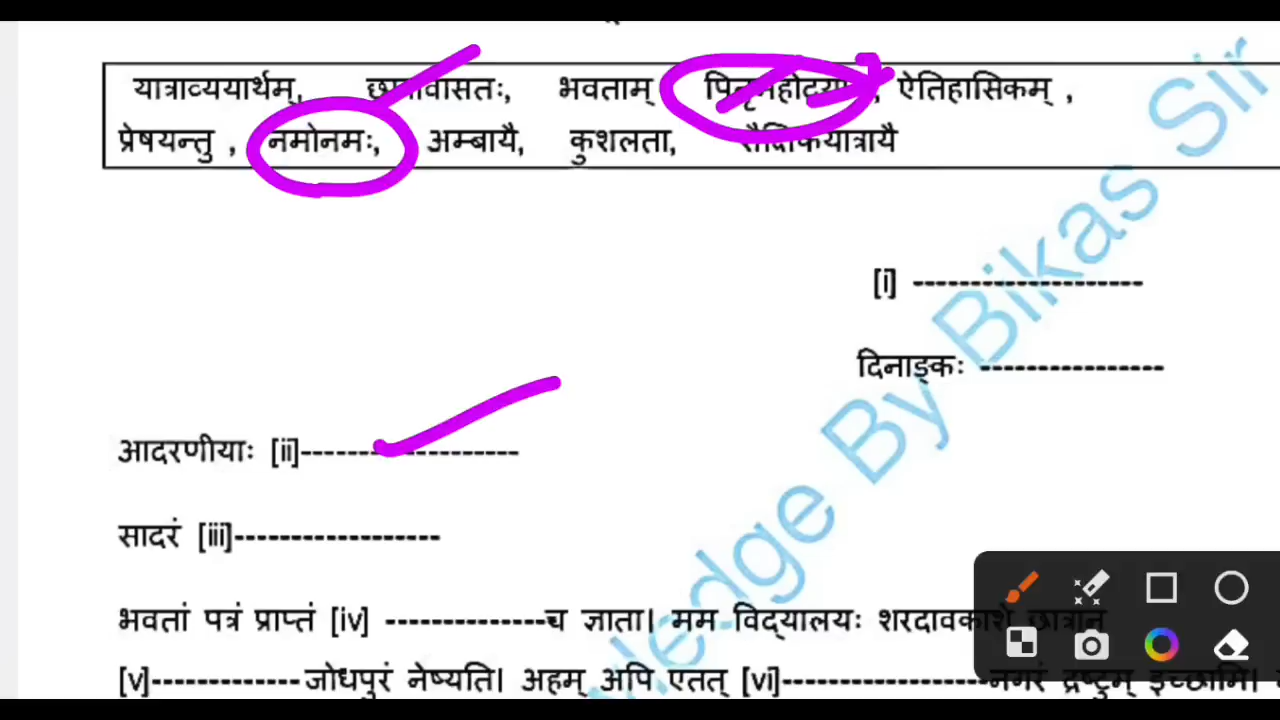 यात्राव्ययार्थम्, छात्रावासतः, भवताम् पितृमहोदयाः, ऐतिहासिकम् ,
प्रेषयन्तु , नमोनमः, अम्बायै, कुशलता, शैक्षिकयात्रायै
[i] ---------------------
दिनाङ्कः -----------------
आदरणीयाः [ii]--------------------
सादरं [iii]-------------------
भवतां पत्रं प्राप्तं [iv] ---------------च ज्ञाता। मम विद्यालयः शरदावकाशे छात्रान्
[v]--------------जोधपुरं नेष्यति। अहम् अपि एतत् [vi]-------------------नगरं द्रष्टुम् इच्छामि।
ledge By Bikas Sir